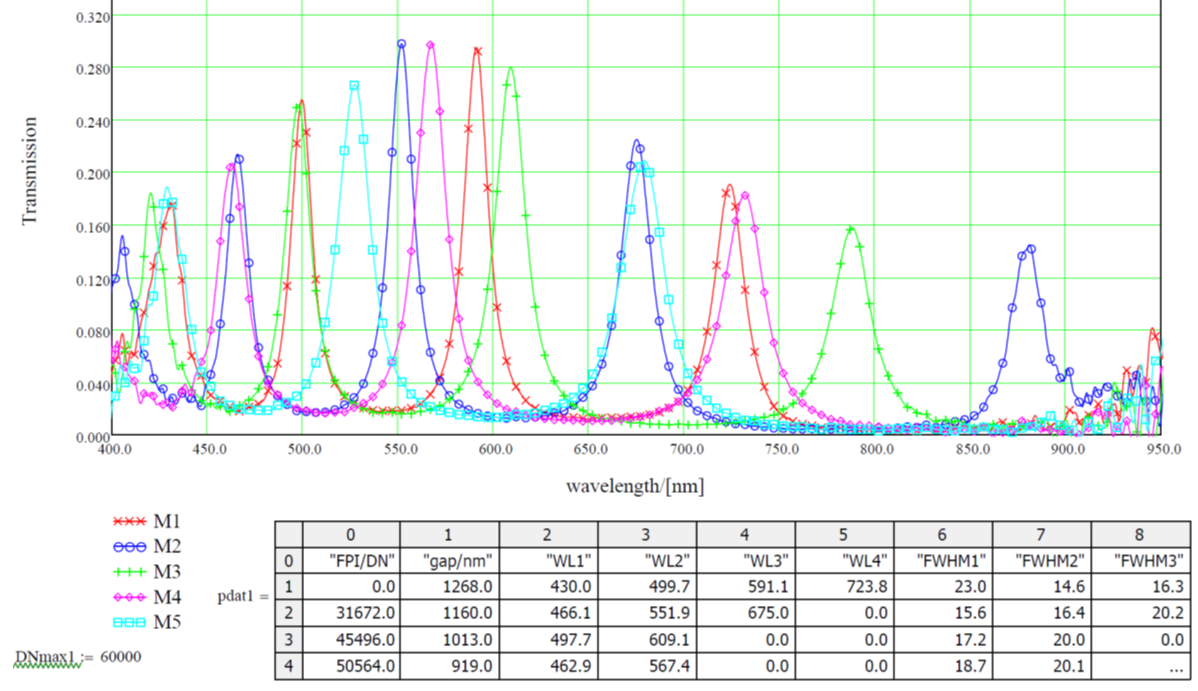 0.320
0.280
0.240
0.200
0.160
0.120
0.080
0.040
0.000
Transmission
400.0 450.0 500.0 550.0 600.0 650.0 700.0 750.0 800.0 850.0 900.0 950.0
wavelength/[nm]
M1
M2
M3
M4
M5
DNmax1 := 60000
pdat1 =
0 1 2 3 4 5 6 7 8
0 "FPI/DN" "gap/nm" "WL1" "WL2" "WL3" "WL4" "FWHM1" "FWHM2" "FWHM3"
1 0.0 1268.0 430.0 499.7 591.1 723.8 23.0 14.6 16.3
2 31672.0 1160.0 466.1 551.9 675.0 0.0 15.6 16.4 20.2
3 45496.0 1013.0 497.7 609.1 0.0 0.0 17.2 20.0 0.0
4 50564.0 919.0 462.9 567.4 0.0 0.0 18.7 20.1 ...